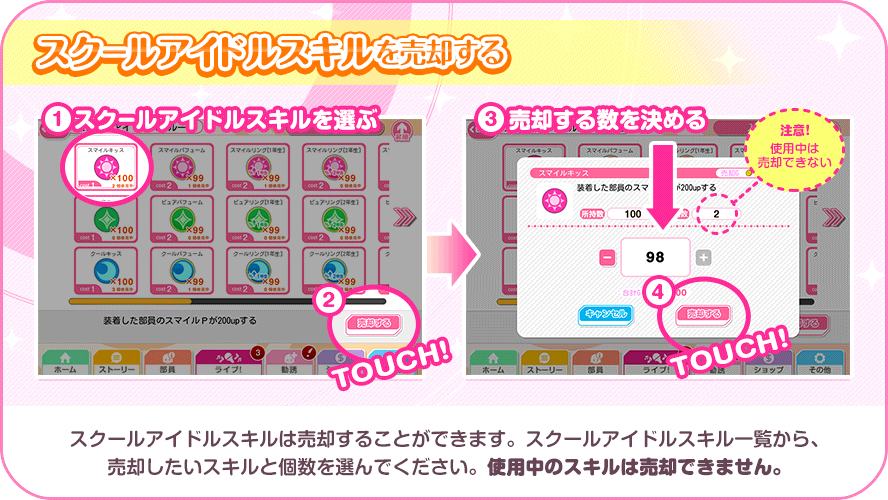 スクールアイドルスキルを売却する
① スクールアイドルスキルを選ぶ
スマイルキッス
スマイルパフューム
スマイルリング[1年生]
スマイルリング[2年生]
×100
×99
×99
×99
cost 1
cost 2
cost 2
cost 2
ピュアキッス
ピュアパフューム
ピュアリング[1年生]
ピュアリング[2年生]
×100
×99
×99
×99
cost 1
cost 2
cost 2
cost 2
クールキッス
クールパフューム
クールリング[1年生]
クールリング[2年生]
×100
×99
×99
×99
cost 1
cost 2
cost 2
cost 2
②
装着した部員のスマイルPが200upする
売却する
TOUCH!
ホーム
ストーリー
部員
ライブ!
3
勧誘
③ 売却する数を決める
注意!
使用中は
売却できない
スマイルキッス
売却G
装着した部員のスマ
が200upする
所持数
100
数
2
98
④
キャンセル
売却する
TOUCH!
ホーム
ストーリー
部員
ライブ!
勧誘
ショップ
その他
スクールアイドルスキルは売却することができます。スクールアイドルスキル一覧から、
売却したいスキルと個数を選んでください。使用中のスキルは売却できません。